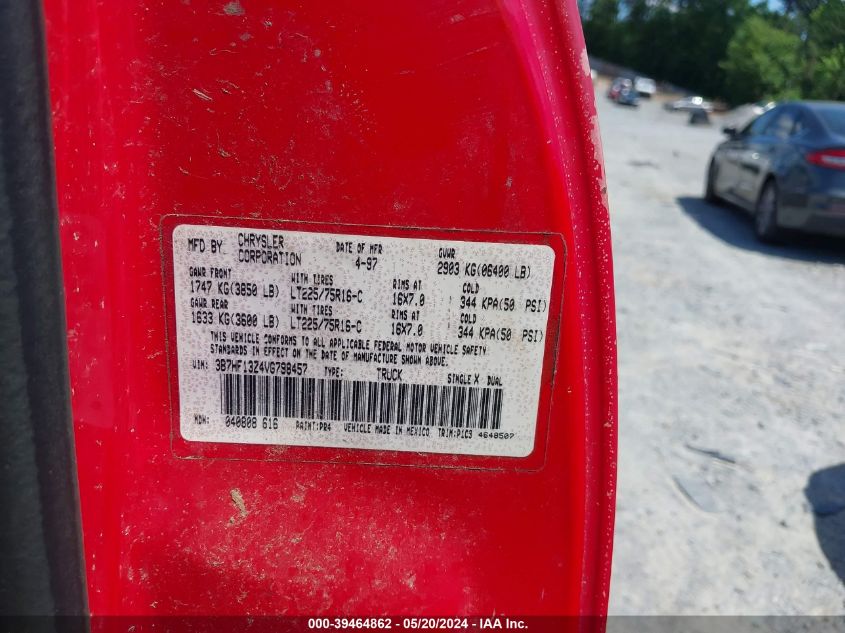 MFD BY CHRYSLER CORPORATION DATE OF MFR 4-97 GVWR 2903 KG(06400 LB)
GAWR FRONT WITH TIRES RIMS AT COLD
1747 KG(3850 LB) LT225/75R16-C 16X7.0 344 KPA(50 PSI)
GAWR REAR WITH TIRES RIMS AT COLD
1633 KG(3600 LB) LT225/75R16-C 16X7.0 344 KPA(50 PSI)
THIS VEHICLE CONFORMS TO ALL APPLICABLE FEDERAL MOTOR VEHICLE SAFETY
STANDARDS IN EFFECT ON THE DATE OF MANUFACTURE SHOWN ABOVE.
VIN: 3B7HF13Z4VG798457 TYPE: TRUCK SINGLE X DUAL
MDH: 040808 616 PAINT:PR4 VEHICLE MADE IN MEXICO TRIM:P1C3 4648507
000-39464862 - 05/20/2024 - IAA, Inc.